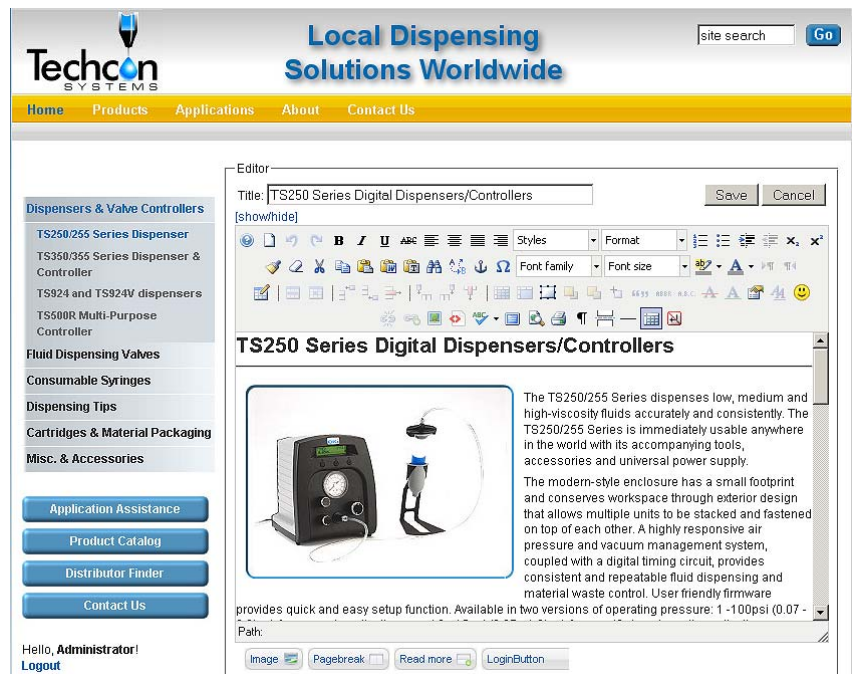 Techcon
SYSTEMS
Local Dispensing
Solutions Worldwide
site search
Go
Home Products Applications About Contact Us
Editor
Title: TS250 Series Digital Dispensers/Controllers
Save Cancel
[show/hide]
B I U ABC Styles Format x₂ x²
Font family Font size
TS250 Series Digital Dispensers/Controllers
The TS250/255 Series dispenses low, medium and
high-viscosity fluids accurately and consistently. The
TS250/255 Series is immediately usable anywhere
in the world with its accompanying tools,
accessories and universal power supply.
The modern-style enclosure has a small footprint
and conserves workspace through exterior design
that allows multiple units to be stacked and fastened
on top of each other. A highly responsive air
pressure and vacuum management system,
coupled with a digital timing circuit, provides
consistent and repeatable fluid dispensing and
material waste control. User friendly firmware
provides quick and easy setup function. Available in two versions of operating pressure: 1 -100psi (0.07 -
Path:
Image Pagebreak Read more LoginButton
Dispensers & Valve Controllers
TS250/255 Series Dispenser
TS350/355 Series Dispenser &
Controller
TS924 and TS924V dispensers
TS500R Multi-Purpose
Controller
Fluid Dispensing Valves
Consumable Syringes
Dispensing Tips
Cartridges & Material Packaging
Misc. & Accessories
Application Assistance
Product Catalog
Distributor Finder
Contact Us
Hello, Administrator!
Logout